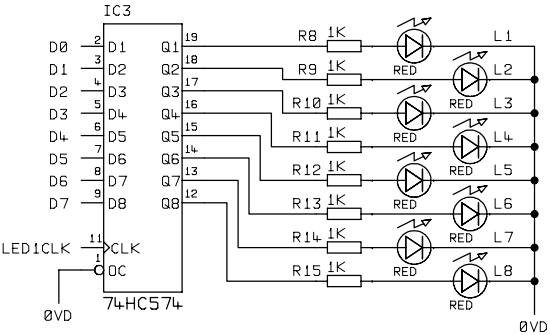 IC3
D0 2 D1 Q1 19 R8 1K RED L1
D1 3 D2 Q2 18 R9 1K RED L2
D2 4 D3 Q3 17 R10 1K RED L3
D3 5 D4 Q4 16 R11 1K RED L4
D4 6 D5 Q5 15 R12 1K RED L5
D5 7 D6 Q6 14 R13 1K RED L6
D6 8 D7 Q7 13 R14 1K RED L7
D7 9 D8 Q8 12 R15 1K RED L8
LED1CLK 11 CLK
1 OC
74HC574
0VD
0VD